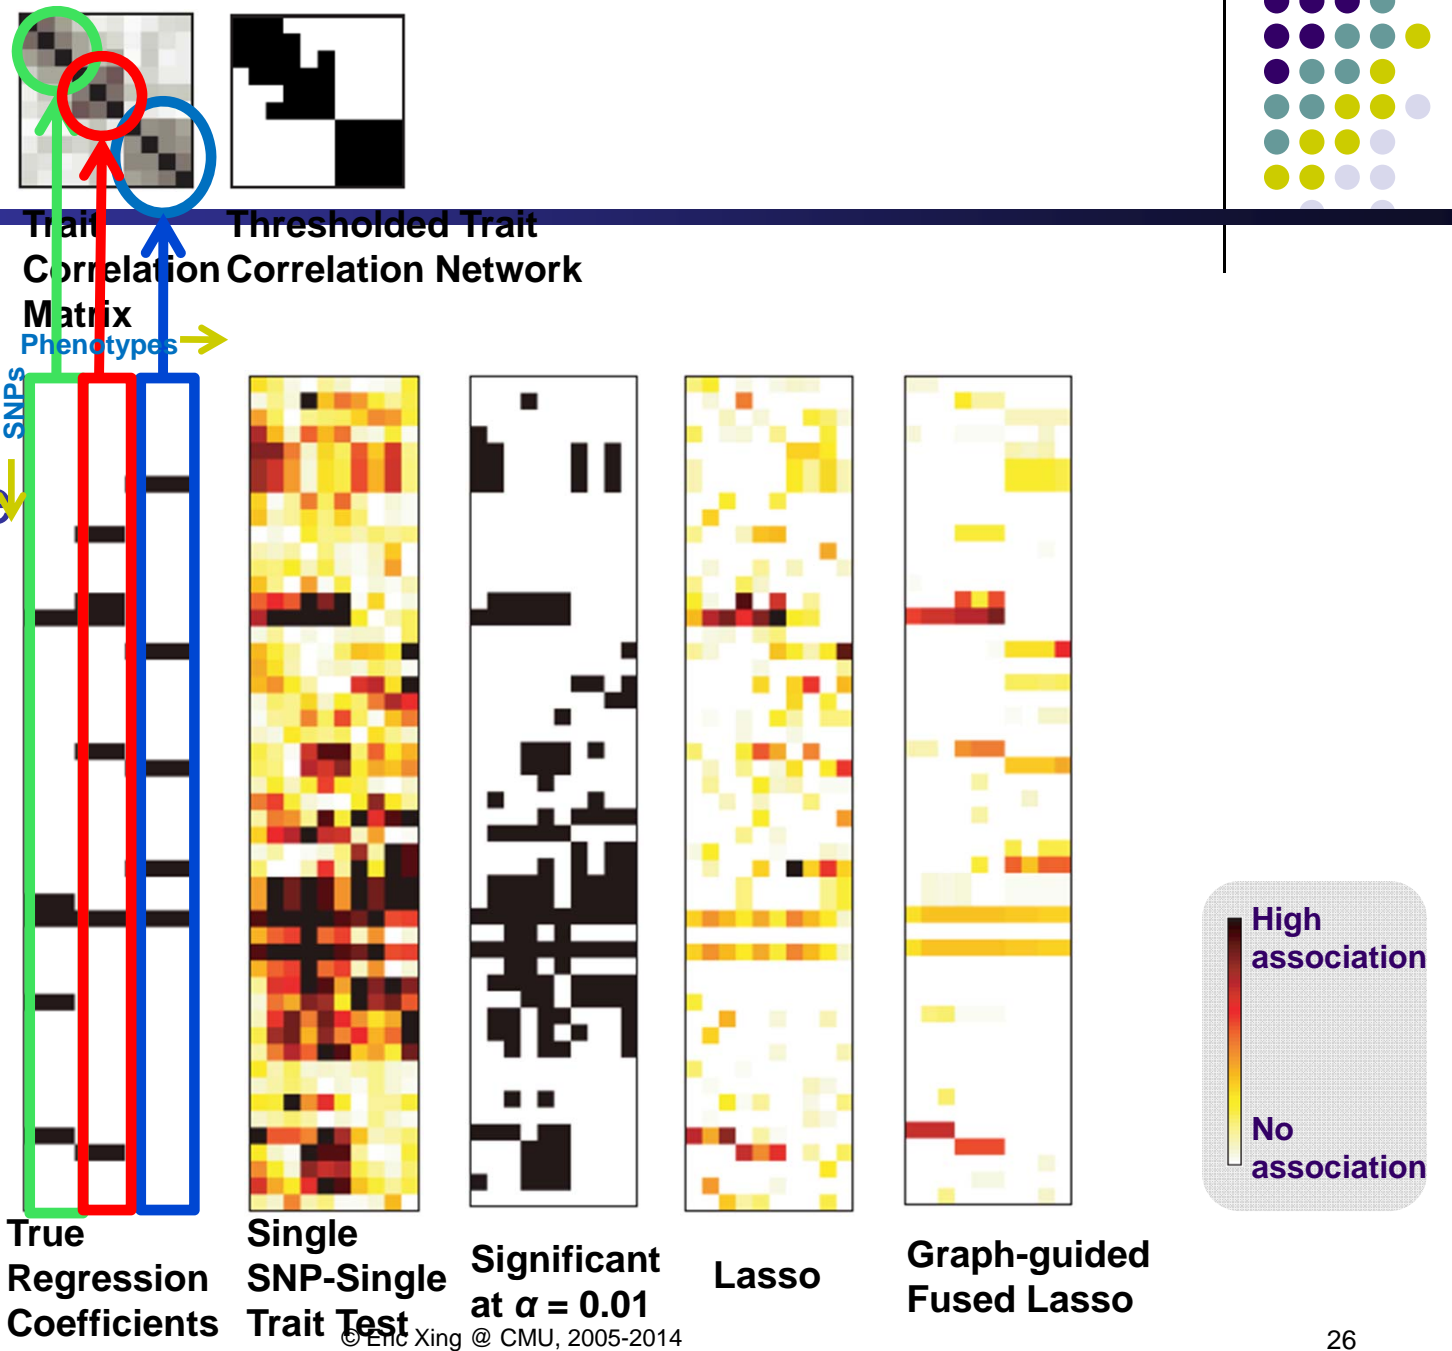 Trait
Correlation
Matrix
Thresholded Trait
Correlation Network
Phenotypes
SNPs
High
association
No
association
True
Regression
Coefficients
Single
SNP-Single
Trait Test
Significant
at α = 0.01
Lasso
Graph-guided
Fused Lasso
© Eric Xing @ CMU, 2005-2014
26